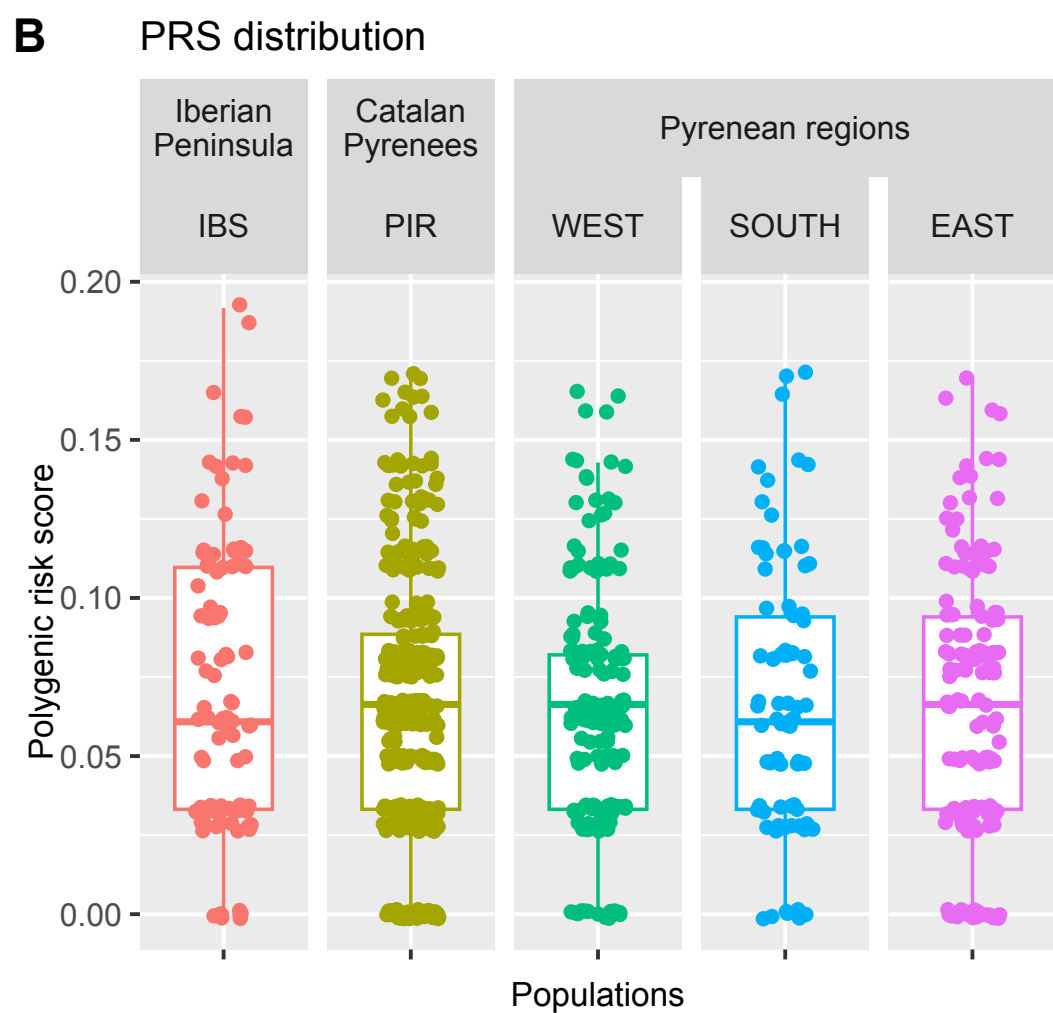 B PRS distribution
Iberian
Peninsula
Catalan
Pyrenees
Pyrenean regions
IBS
PIR
WEST
SOUTH
EAST
0.20
0.15
0.10
0.05
0.00
Polygenic risk score
Populations